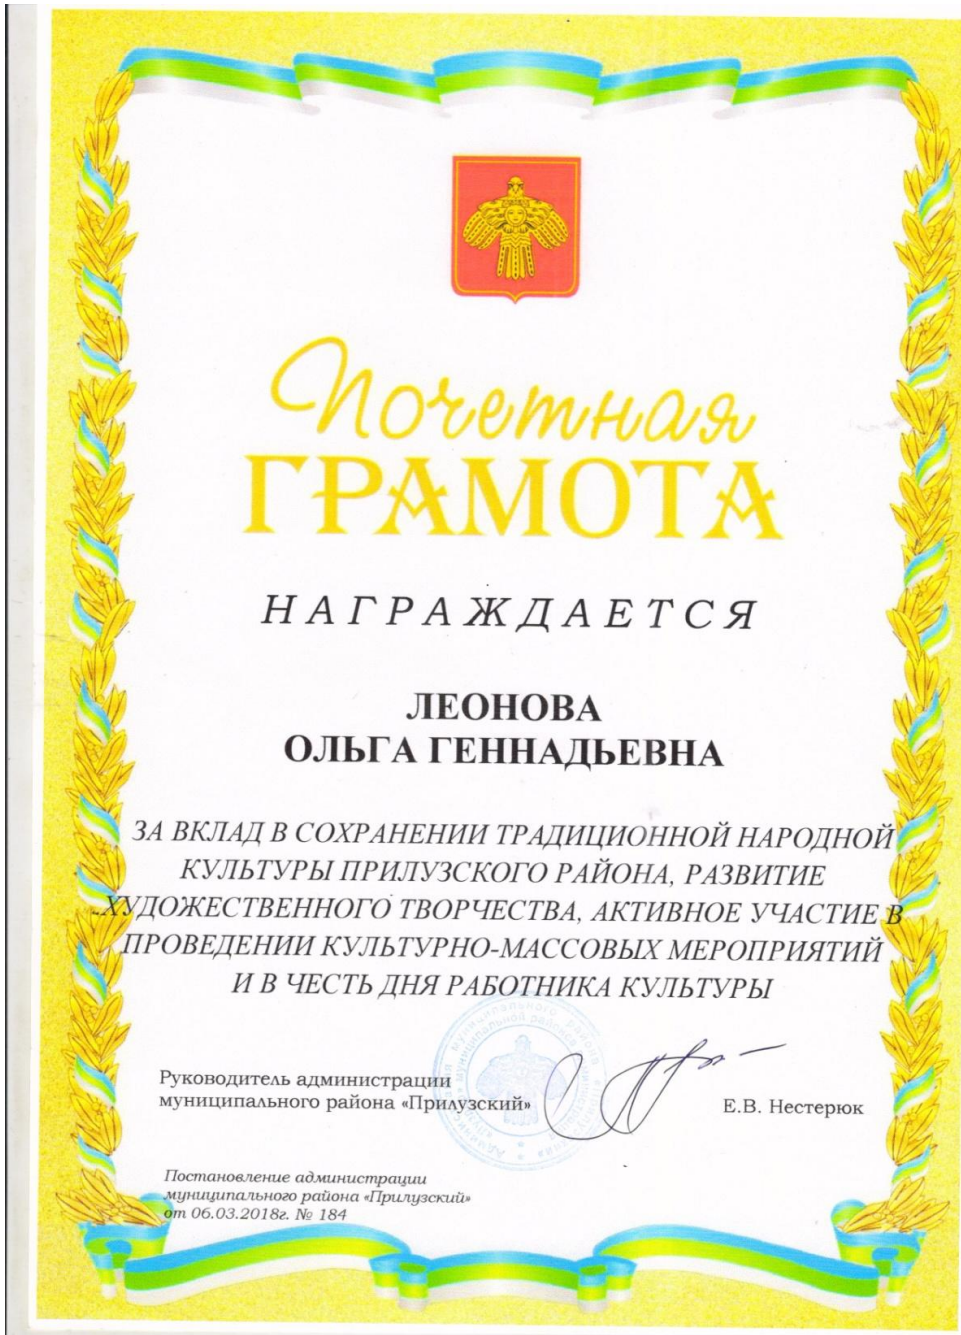 Почетная
ГРАМОТА
НАГРАЖДАЕТСЯ
ЛЕОНОВА
ОЛЬГА ГЕННАДЬЕВНА
ЗА ВКЛАД В СОХРАНЕНИИ ТРАДИЦИОННОЙ НАРОДНОЙ
КУЛЬТУРЫ ПРИЛУЗСКОГО РАЙОНА, РАЗВИТИЕ
ХУДОЖЕСТВЕННОГО ТВОРЧЕСТВА, АКТИВНОЕ УЧАСТИЕ В
ПРОВЕДЕНИИ КУЛЬТУРНО-МАССОВЫХ МЕРОПРИЯТИЙ
И В ЧЕСТЬ ДНЯ РАБОТНИКА КУЛЬТУРЫ
Руководитель администрации
муниципального района «Прилузский»
Е.В. Нестерюк
Постановление администрации
муниципального района «Прилузский»
от 06.03.2018г. № 184